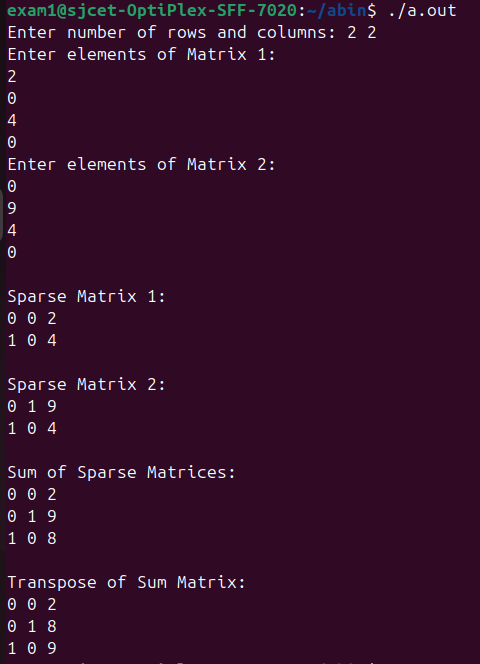 exam1@sjcet-OptiPlex-SFF-7020:~/abin$ ./a.out
Enter number of rows and columns: 2 2
Enter elements of Matrix 1:
2
0
4
0
Enter elements of Matrix 2:
0
9
4
0
Sparse Matrix 1:
0 0 2
1 0 4
Sparse Matrix 2:
0 1 9
1 0 4
Sum of Sparse Matrices:
0 0 2
0 1 9
1 0 8
Transpose of Sum Matrix:
0 0 2
0 1 8
1 0 9